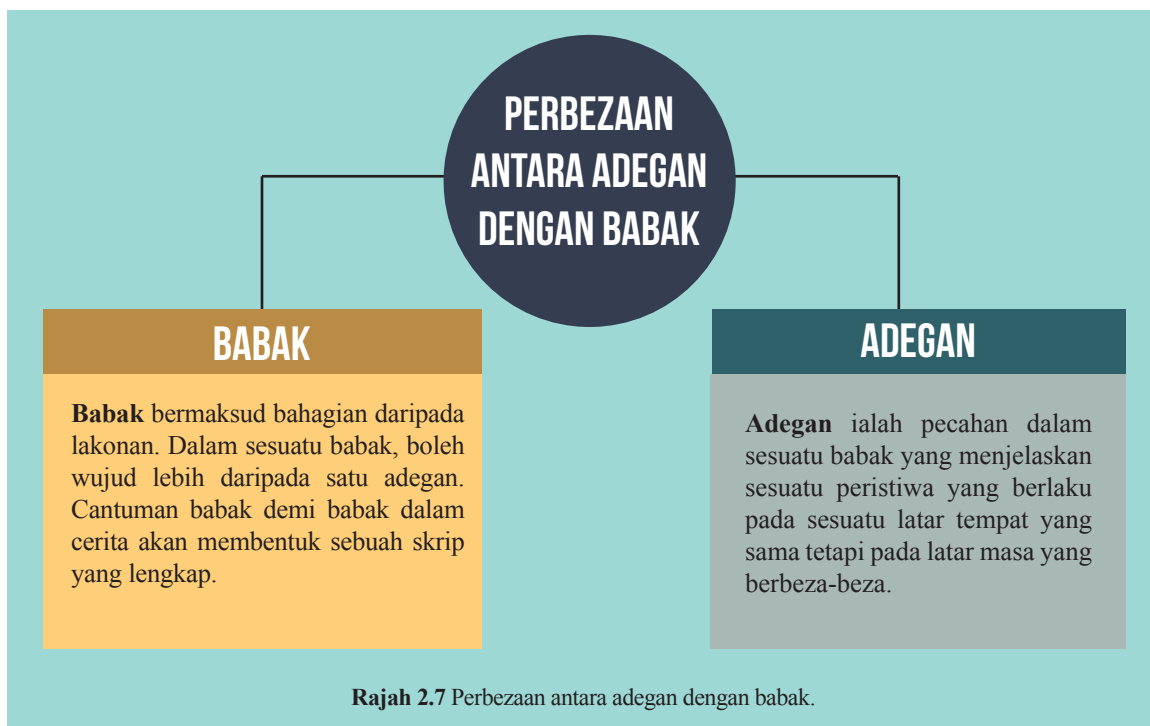 PERBEZAAN
ANTARA ADEGAN
DENGAN BABAK
BABAK
Babak bermaksud bahagian daripada
lakonan. Dalam sesuatu babak, boleh
wujud lebih daripada satu adegan.
Cantuman babak demi babak dalam
cerita akan membentuk sebuah skrip
yang lengkap.
ADEGAN
Adegan ialah pecahan dalam
sesuatu babak yang menjelaskan
sesuatu peristiwa yang berlaku
pada sesuatu latar tempat yang
sama tetapi pada latar masa yang
berbeza-beza.
Rajah 2.7 Perbezaan antara adegan dengan babak.